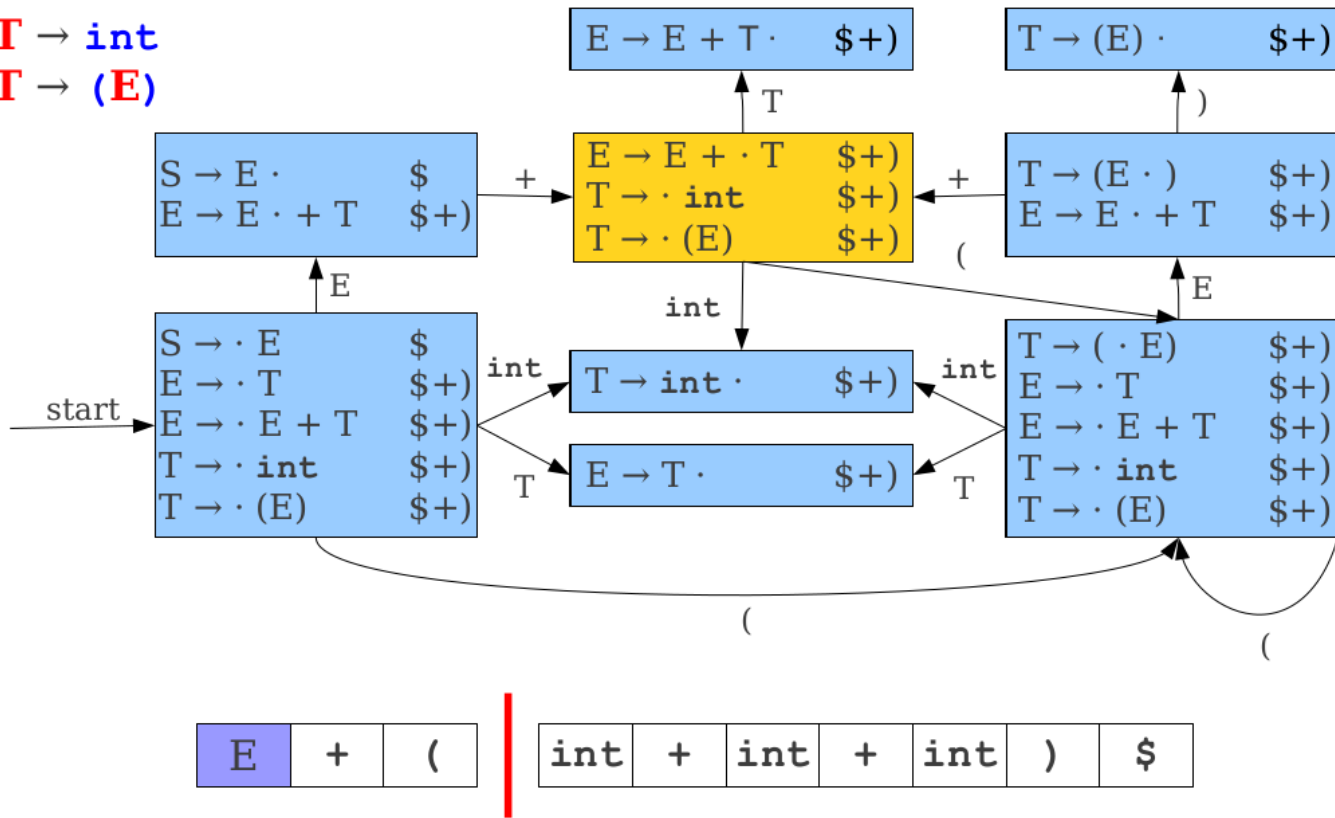 T → int
T → (E)
E → E + T · $+)
T → (E) · $+)
T
)
S → E · $
E → E · + T $+)
+
E → E + · T $+)
T → · int $+)
T → · (E) $+)
+
T → (E · ) $+)
E → E · + T $+)
E
int
(
E
start
S → · E $
E → · T $+)
E → · E + T $+)
T → · int $+)
T → · (E) $+)
int
T
T → int · $+)
E → T · $+)
int
T
T → ( · E) $+)
E → · T $+)
E → · E + T $+)
T → · int $+)
T → · (E) $+)
(
(
E + ( int + int + int ) $